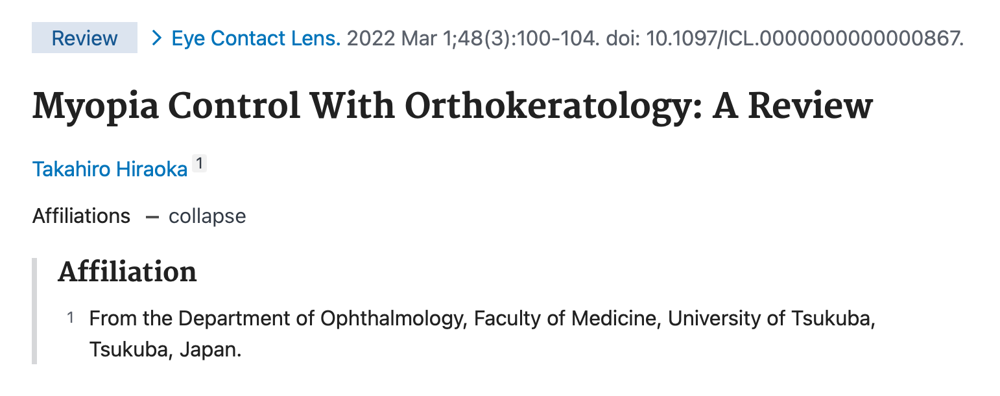 Review > Eye Contact Lens. 2022 Mar 1;48(3):100-104. doi: 10.1097/ICL.0000000000000867.
Myopia Control With Orthokeratology: A Review
Takahiro Hiraoka 1
Affiliations – collapse
Affiliation
1 From the Department of Ophthalmology, Faculty of Medicine, University of Tsukuba,
Tsukuba, Japan.